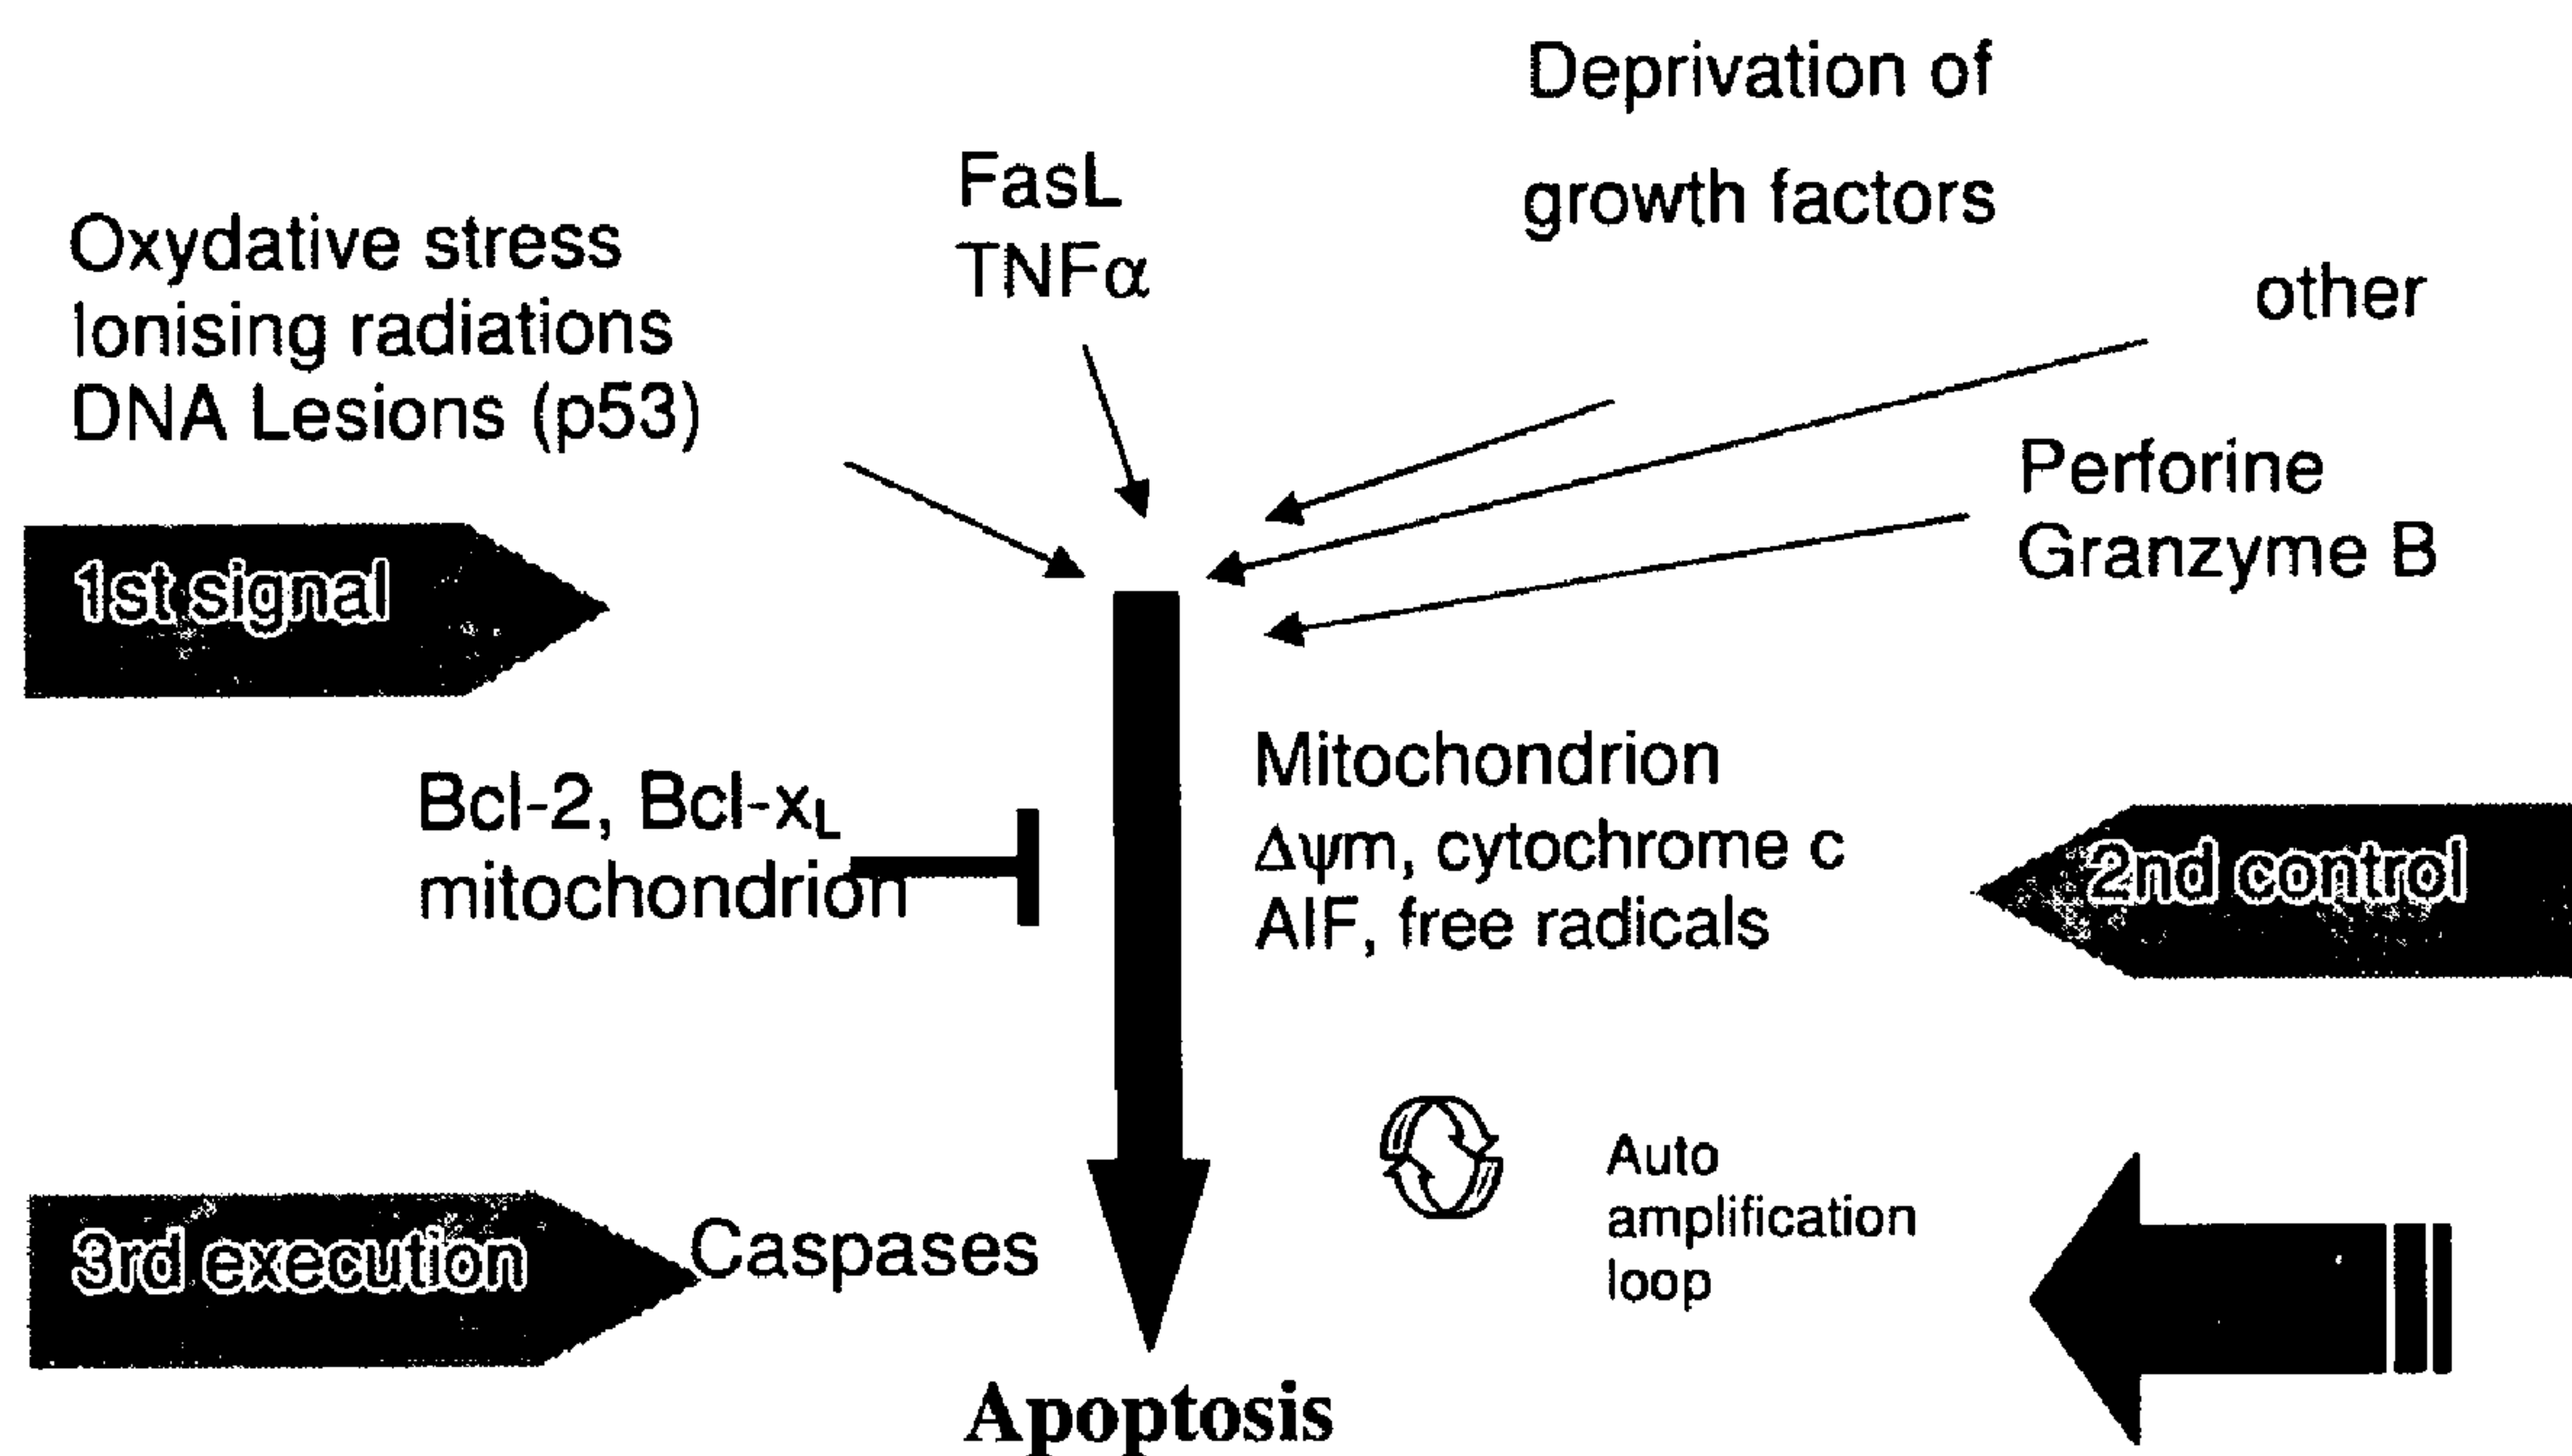 Deprivation of
growth factors
FasL
TNFα
Oxydative stress
Ionising radiations
DNA Lesions (p53)
other
Perforine
Granzyme B
1st signal
Bcl-2, Bcl-xL
mitochondrion
Mitochondrion
Δψm, cytochrome c
AIF, free radicals
2nd control
Auto
amplification
loop
3rd execution
Caspases
Apoptosis